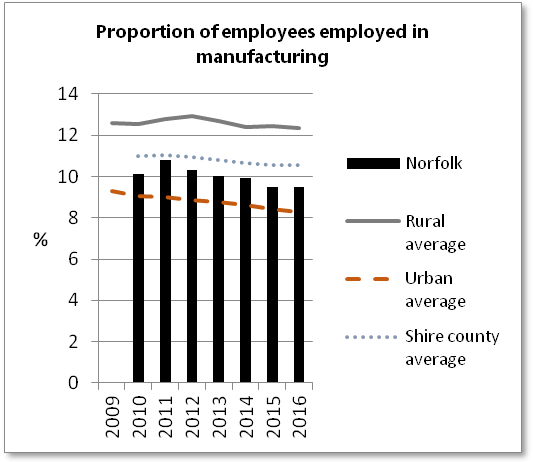 Proportion of employees employed in
manufacturing
14
12
10
8
6
4
2
0
%
2009
2010
2011
2012
2013
2014
2015
2016
Norfolk
Rural
average
Urban
average
Shire county
average